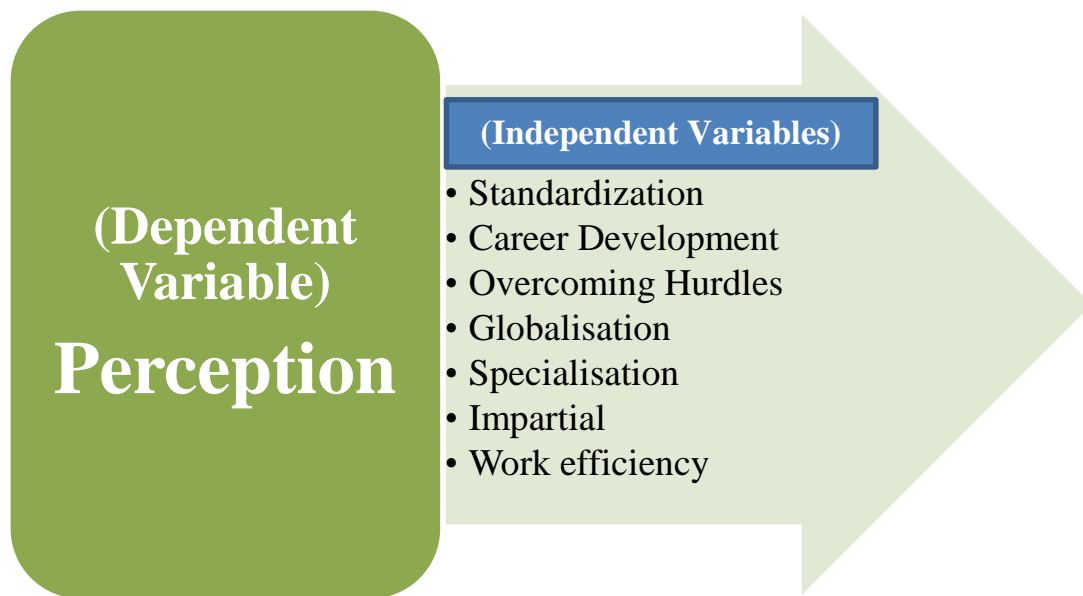 (Dependent
Variable)
Perception
(Independent Variables)
• Standardization
• Career Development
• Overcoming Hurdles
• Globalisation
• Specialisation
• Impartial
• Work efficiency